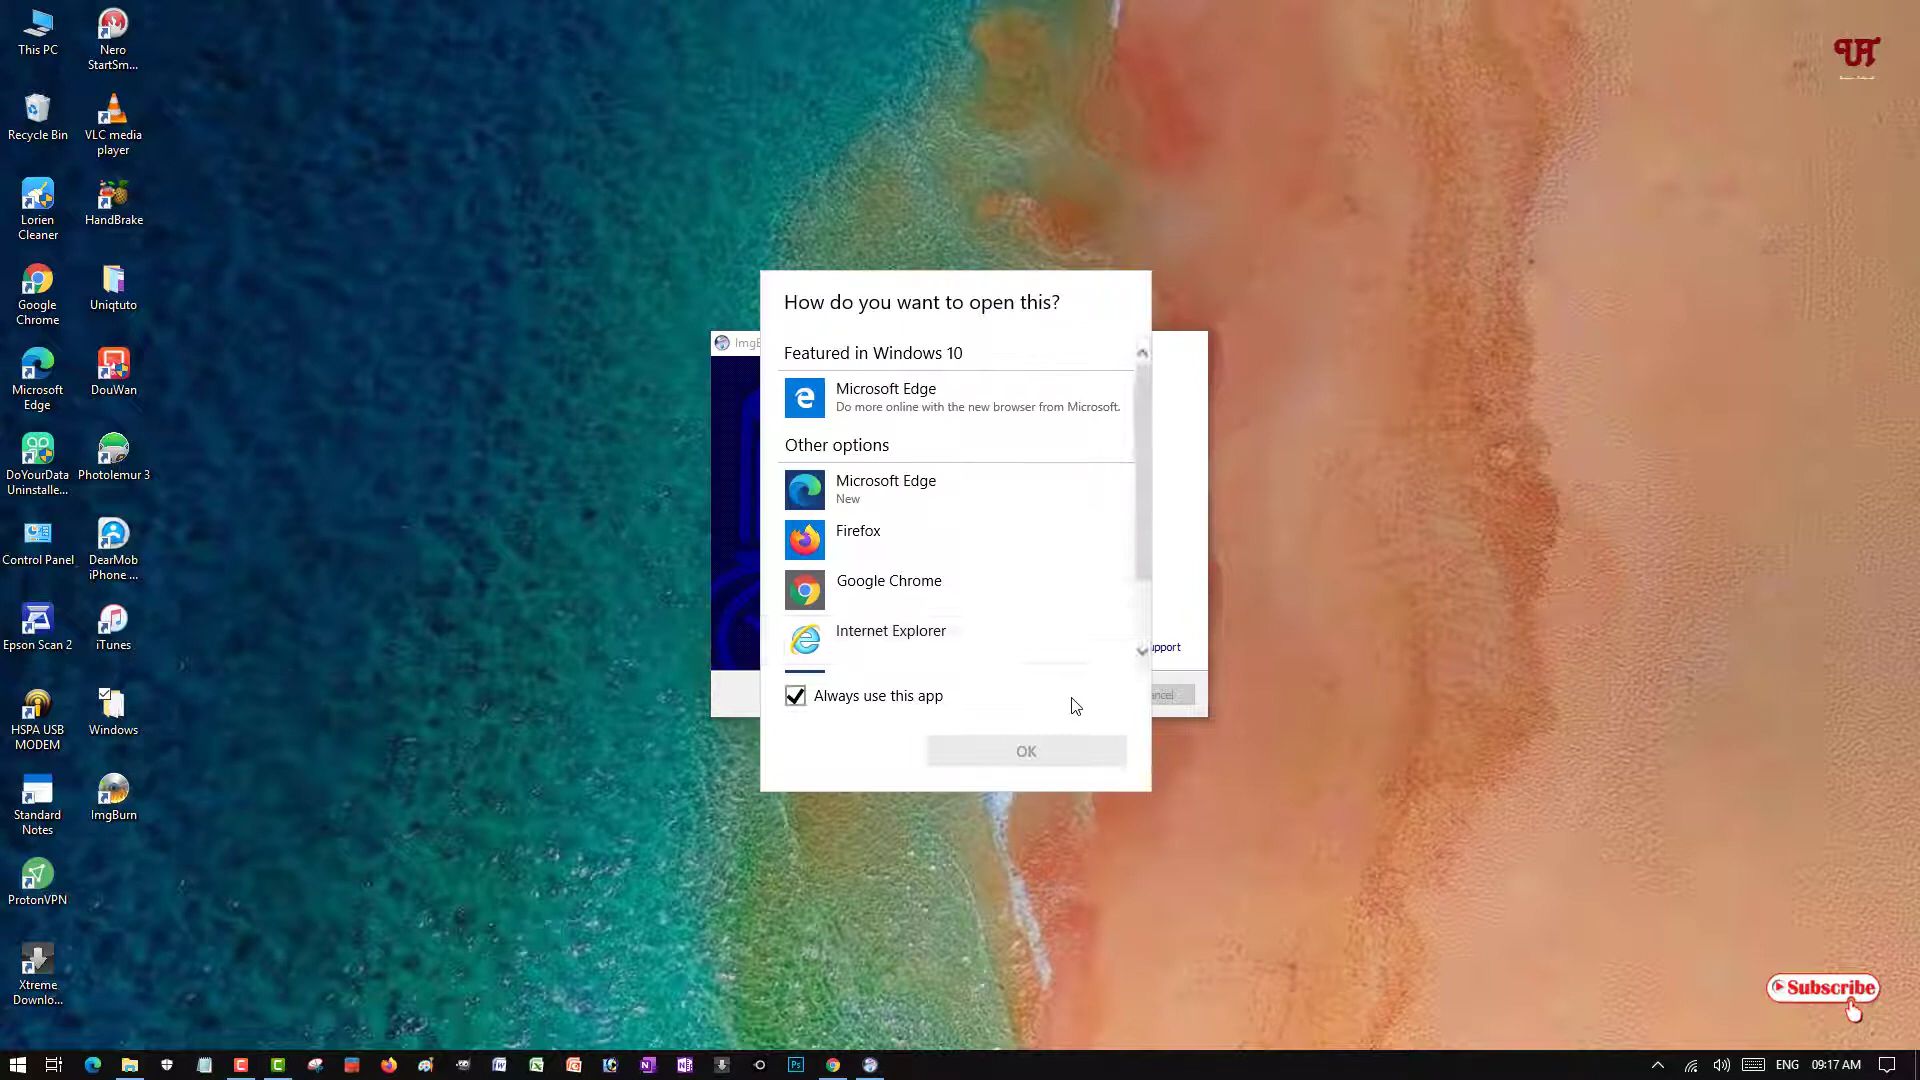 This PC
Nero
StartSm...
Recycle Bin
VLC media
player
Lorien
Cleaner
HandBrake
Google
Chrome
Uniqtuto
Microsoft
Edge
DouWan
DoYourData
Uninstalle...
Photolemur 3
Control Panel
DearMob
iPhone ...
Epson Scan 2
iTunes
HSPA USB
MODEM
Windows
Standard
Notes
ImgBurn
ProtonVPN
Xtreme
Downlo...
How do you want to open this?
Featured in Windows 10
Microsoft Edge
Do more online with the new browser from Microsoft.
Other options
Microsoft Edge
New
Firefox
Google Chrome
Internet Explorer
Always use this app
OK
ImgB
upport
ancel
UT
Subscribe
ENG
09:17 AM